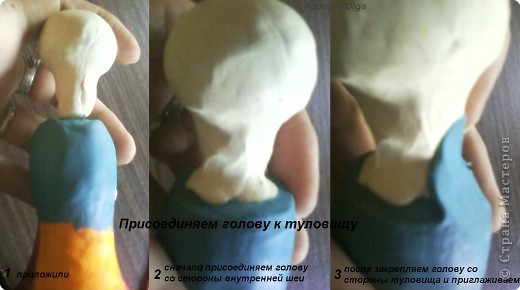 Присоединяем голову к туловищу
1 приложили
2 сначала присоединяем голову
со стороны внутренней шеи
3 после закрепляем голову со
стороны туловища и приглаживаем
© Страна Мастеров